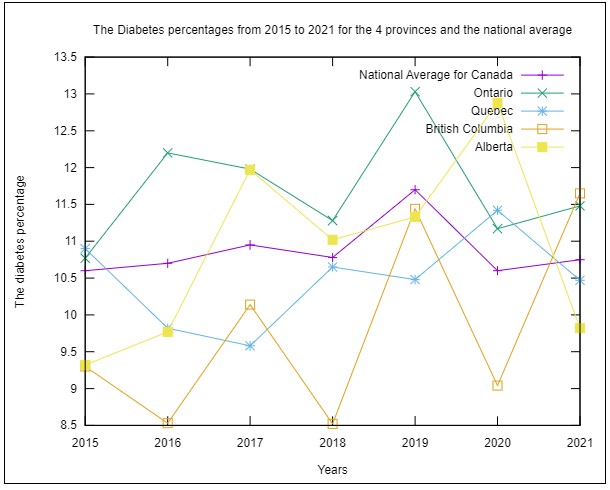 The Diabetes percentages from 2015 to 2021 for the 4 provinces and the national average
13.5
13
12.5
12
11.5
11
10.5
10
9.5
9
8.5
The diabetes percentage
National Average for Canada
Ontario
Quebec
British Columbia
Alberta
2015 2016 2017 2018 2019 2020 2021
Years